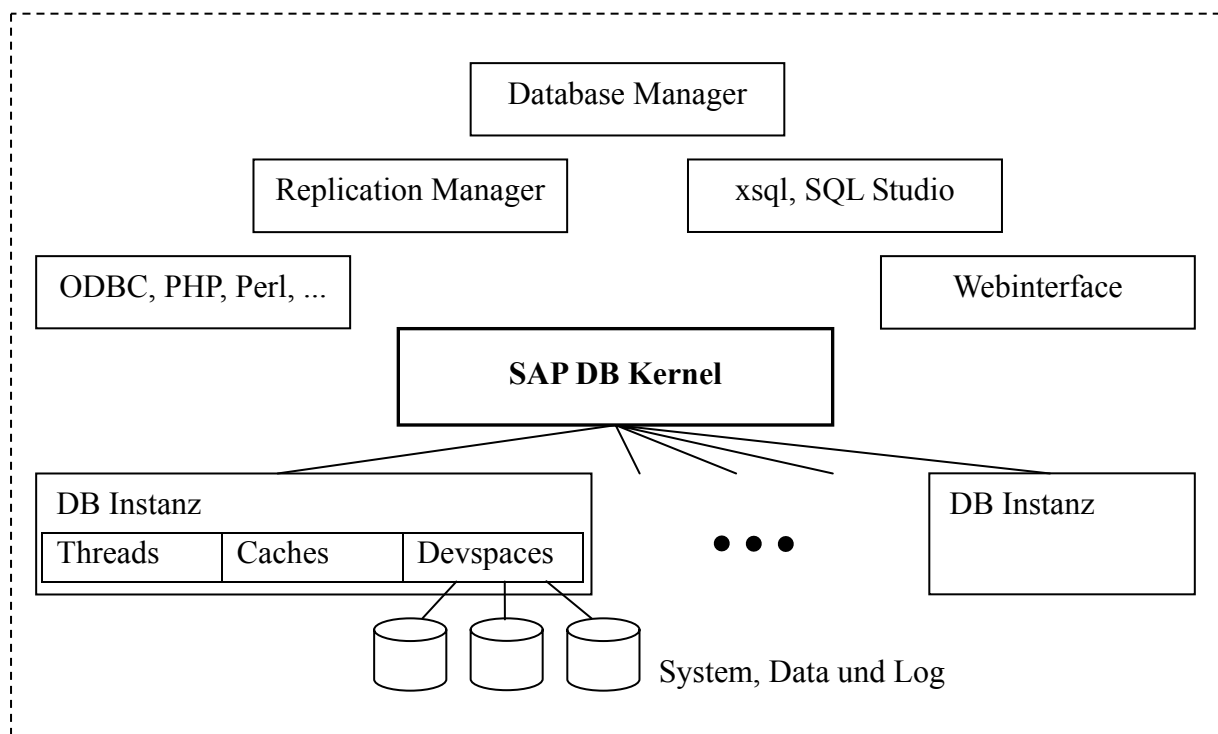 Database Manager
Replication Manager
xsql, SQL Studio
ODBC, PHP, Perl, ...
Webinterface
SAP DB Kernel
DB Instanz
DB Instanz
Threads
Caches
Devspaces
System, Data und Log